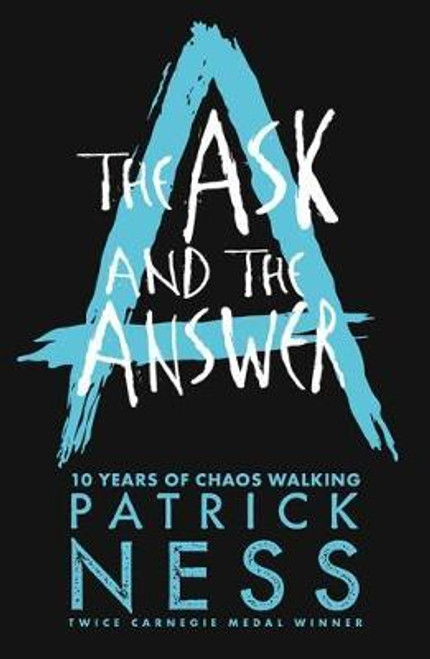 THE ASK
AND THE
ANSWER
10 YEARS OF CHAOS WALKING
PATRICK
NESS
TWICE CARNEGIE MEDAL WINNER